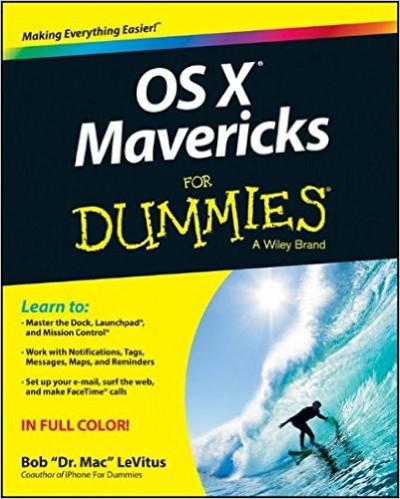 Making Everything Easier!™
OS X®
Mavericks
FOR
DUMMIES®
A Wiley Brand
Learn to:
• Master the Dock, Launchpad®,
and Mission Control®
• Work with Notifications, Tags,
Messages, Maps, and Reminders
• Set up your e-mail, surf the web,
and make FaceTime® calls
IN FULL COLOR!
Bob "Dr. Mac" LeVitus
Coauthor of iPhone For Dummies